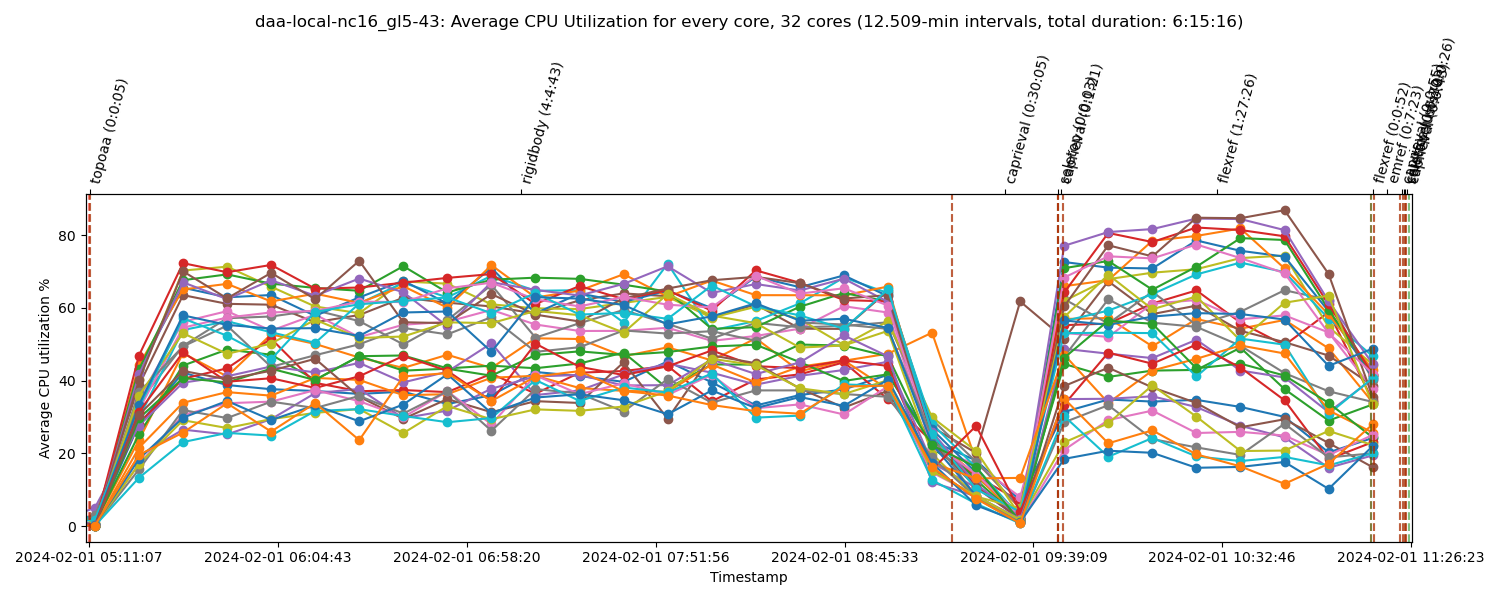 daa-local-nc16_gl5-43: Average CPU Utilization for every core, 32 cores (12.509-min intervals, total duration: 6:15:16)
topoaa (0:0:05)
rigidbody (4:4:43)
caprieval (0:30:05)
flexref (1:27:26)
flexref (0:0:52)
emref (0:7:23)
Average CPU utilization %
80
60
40
20
0
2024-02-01 05:11:07
2024-02-01 06:04:43
2024-02-01 06:58:20
2024-02-01 07:51:56
2024-02-01 08:45:33
2024-02-01 09:39:09
2024-02-01 10:32:46
2024-02-01 11:26:23
Timestamp